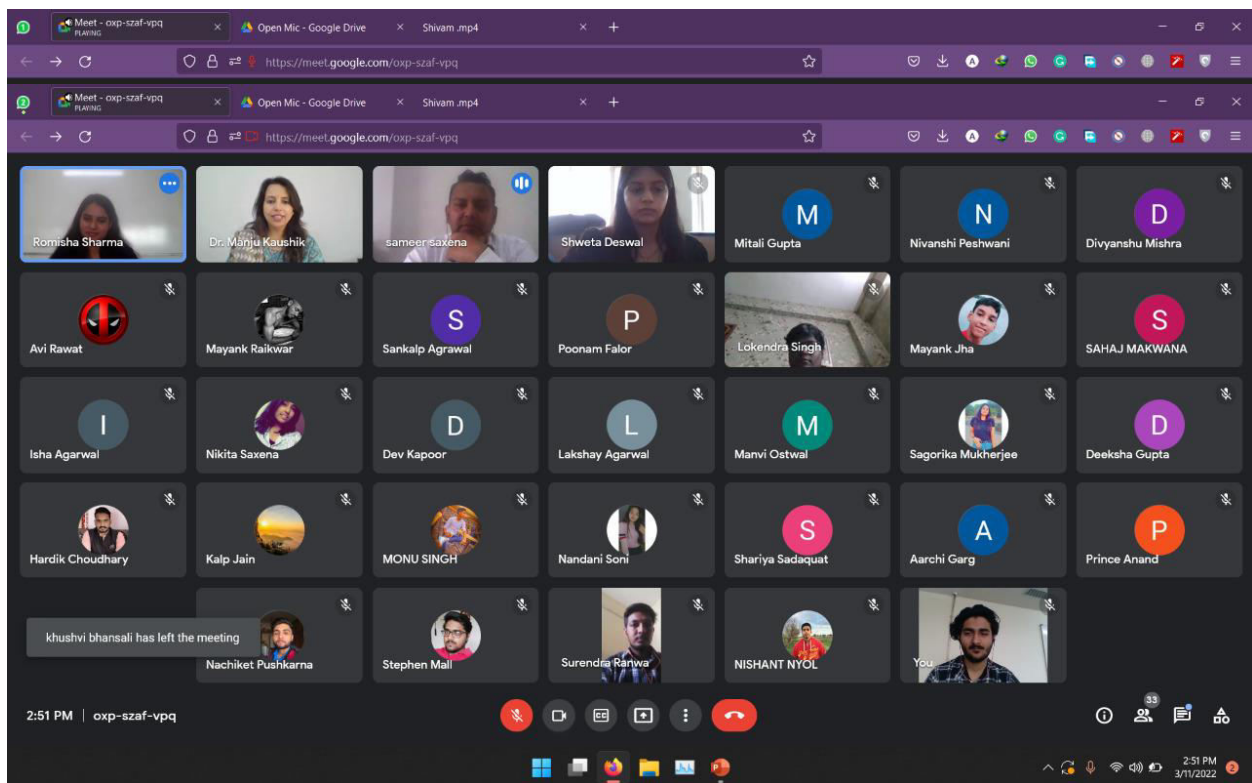 1 Meet - oxp-szaf-vpq × Open Mic - Google Drive × Shivam .mp4 × +
PLAYING
https://meet.google.com/oxp-szaf-vpq
2 Meet - oxp-szaf-vpq × Open Mic - Google Drive × Shivam .mp4 × +
PLAYING
https://meet.google.com/oxp-szaf-vpq
M N D
Romisha Sharma Dr. Manju Kaushik sameer saxena Shweta Deswal Mitali Gupta Nivanshi Peshwani Divyanshu Mishra
S P S
Avi Rawat Mayank Raikwar Sankalp Agrawal Poonam Falor Lokendra Singh Mayank Jha SAHAJ MAKWANA
I D L M D
Isha Agarwal Nikita Saxena Dev Kapoor Lakshay Agarwal Manvi Ostwal Sagorika Mukherjee Deeksha Gupta
S A P
Hardik Choudhary Kalp Jain MONU SINGH Nandani Soni Shariya Sadaquat Aarchi Garg Prince Anand
khushvi bhansali has left the meeting
Nachiket Pushkarna Stephen Mall Surendra Ranwa NISHANT NYOL You
2:51 PM | oxp-szaf-vpq CC 33
2:51 PM
3/11/2022 2